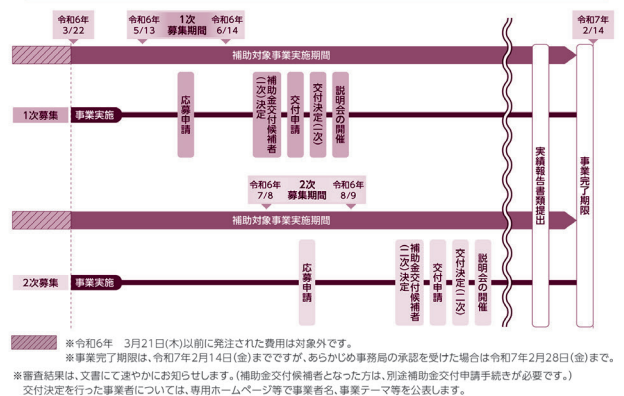 令和6年
3/22
令和6年
5/13
1次
募集期間
令和6年
6/14
令和7年
2/14
補助対象事業実施期間
1次募集
事業実施
応募申請
補助金交付候補者
(一次)決定
交付申請
交付決定(一次)
説明会の開催
実績報告書類提出
事業完了期限
令和6年
7/8
2次
募集期間
令和6年
8/9
補助対象事業実施期間
2次募集
事業実施
応募申請
補助金交付候補者
(二次)決定
交付申請
交付決定(二次)
説明会の開催
※令和6年　3月21日(木)以前に発注された費用は対象外です。
※事業完了期限は、令和7年2月14日(金)までですが、あらかじめ事務局の承認を受けた場合は令和7年2月28日(金)まで。
※審査結果は、文書にて速やかにお知らせします。(補助金交付候補者となった方は、別途補助金交付申請手続きが必要です。)
交付決定を行った事業者については、専用ホームページ等で事業者名、事業テーマ等を公表します。